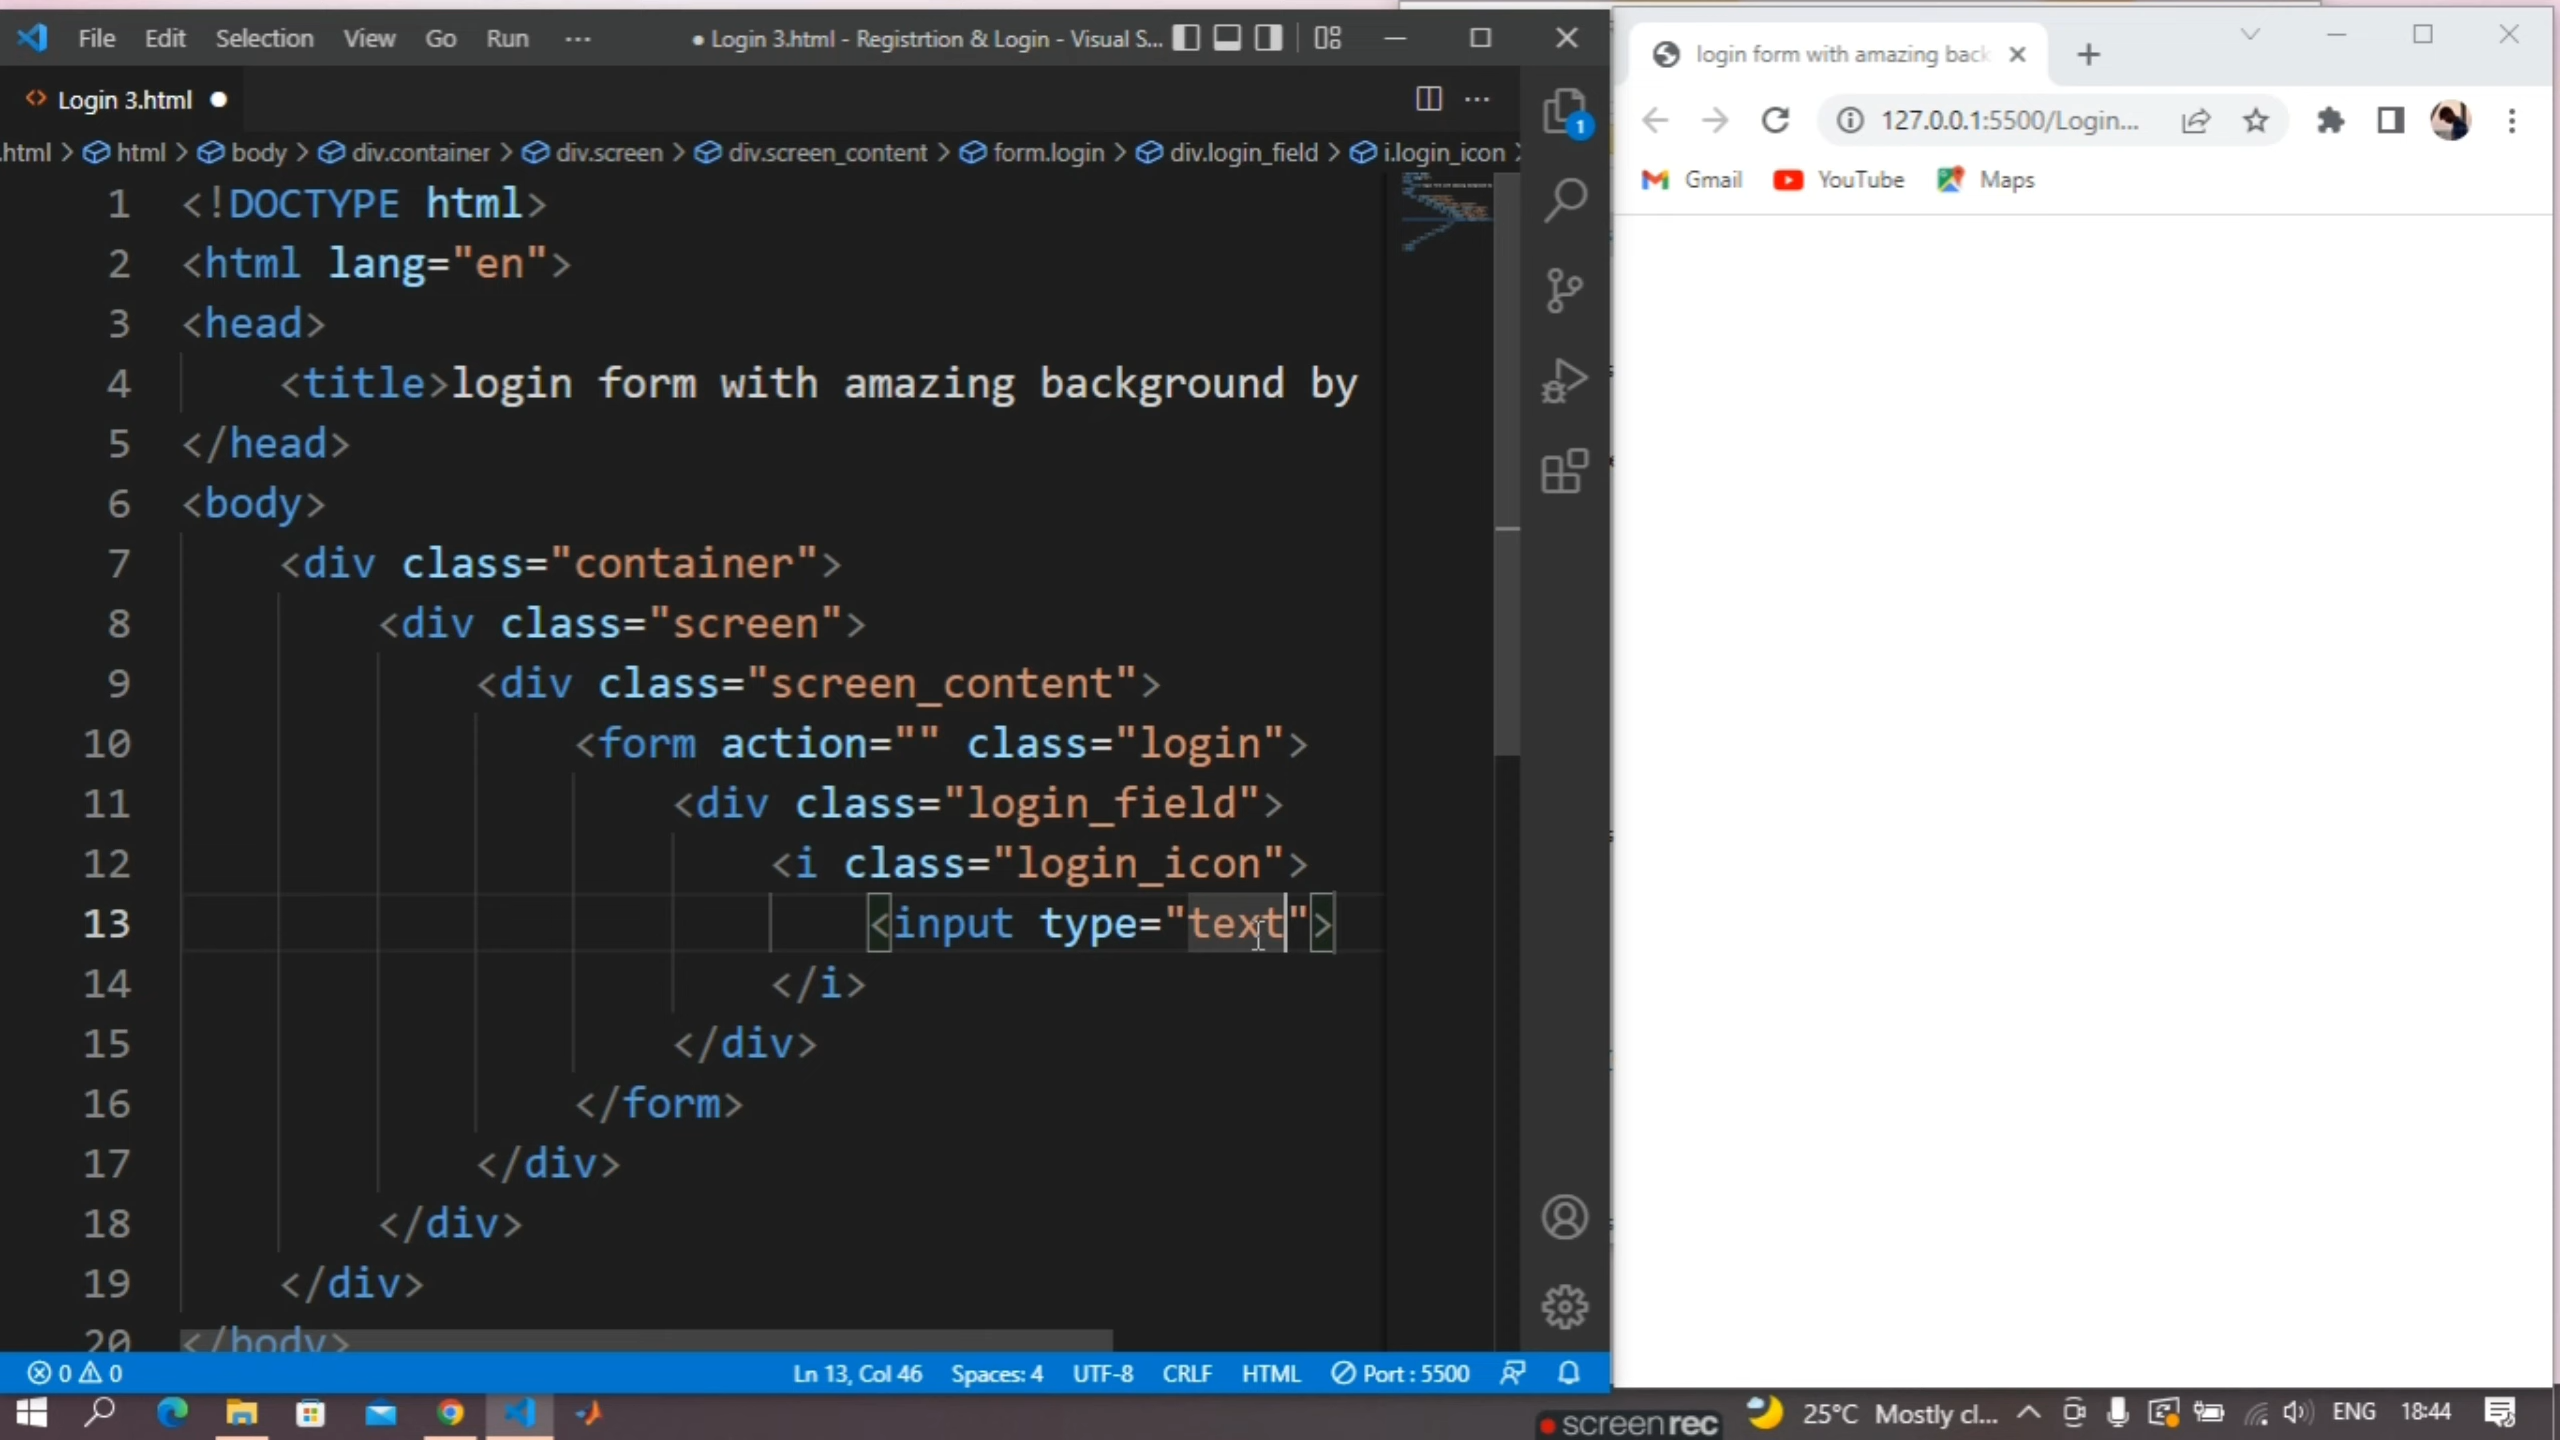 File Edit Selection View Go Run ··· ● Login 3.html - Registrtion & Login - Visual S...
<> Login 3.html ● ···
.html > html > body > div.container > div.screen > div.screen_content > form.login > div.login_field > i.login_icon >
1 <!DOCTYPE html>
2 <html lang="en">
3 <head>
4 <title>login form with amazing background by
5 </head>
6 <body>
7 <div class="container">
8 <div class="screen">
9 <div class="screen_content">
10 <form action="" class="login">
11 <div class="login_field">
12 <i class="login_icon">
13 <input type="text">
14 </i>
15 </div>
16 </form>
17 </div>
18 </div>
19 </div>
20 </body>
1
0 0 Ln 13, Col 46 Spaces: 4 UTF-8 CRLF HTML Port : 5500
login form with amazing back
127.0.0.1:5500/Login...
Gmail YouTube Maps
screenrec 25°C Mostly cl... ENG 18:44